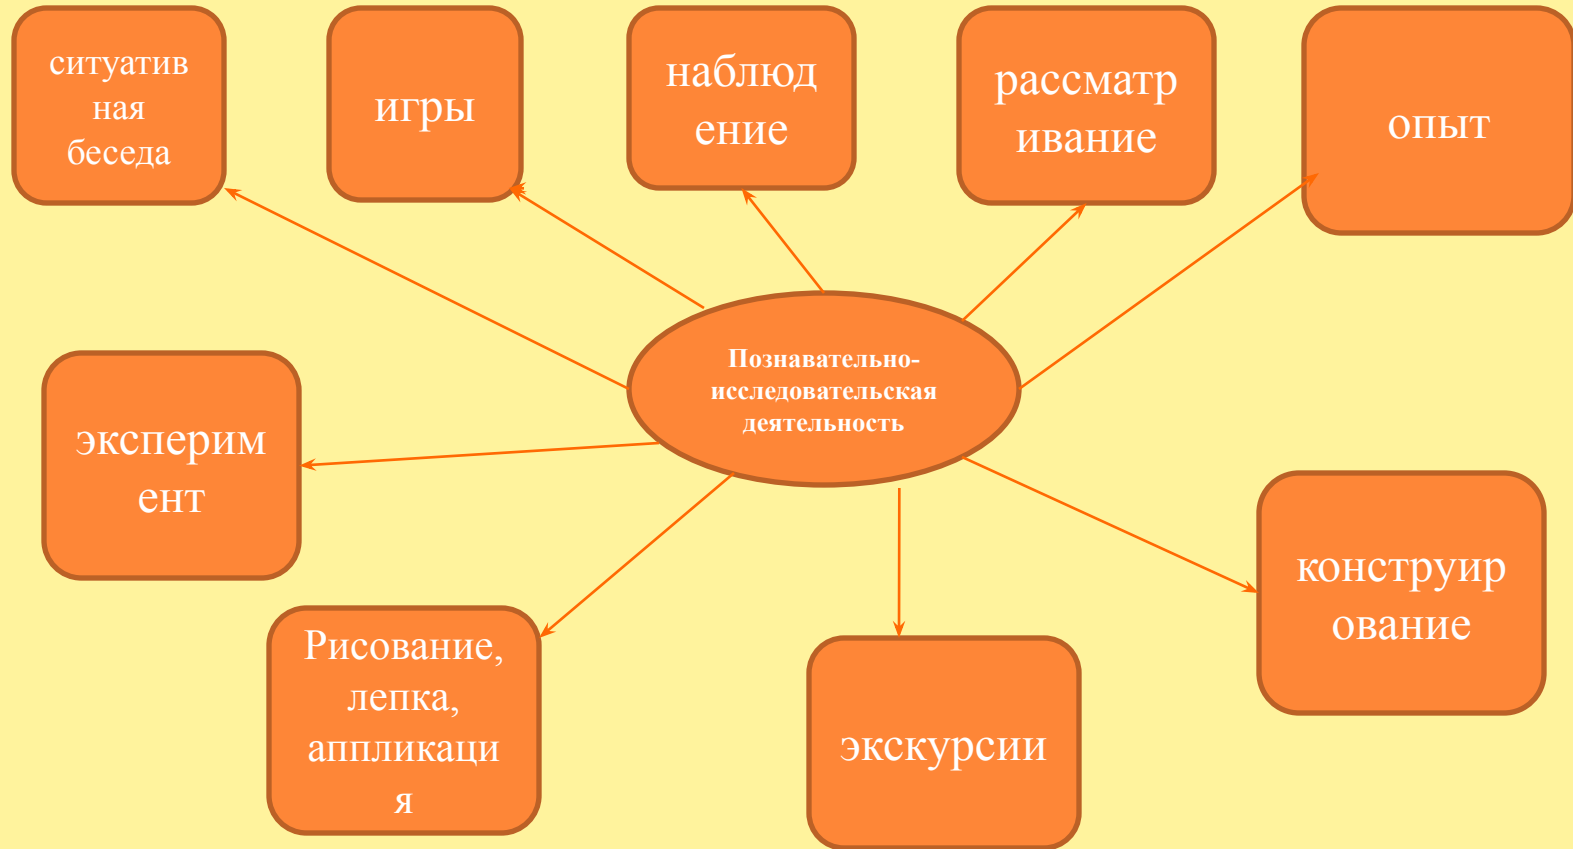 ситуатив
ная
беседа
игры
наблюд
ение
рассматр
ивание
опыт
Познавательно-
исследовательская
деятельность
эксперим
ент
конструир
ование
Рисование,
лепка,
аппликаци
я
экскурсии